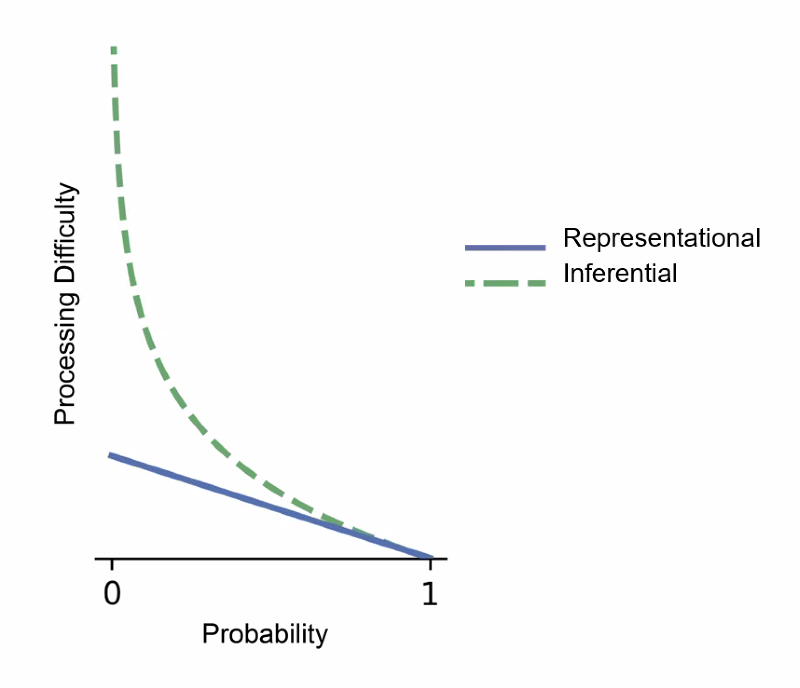 Processing Difficulty
Representational
Inferential
0
1
Probability